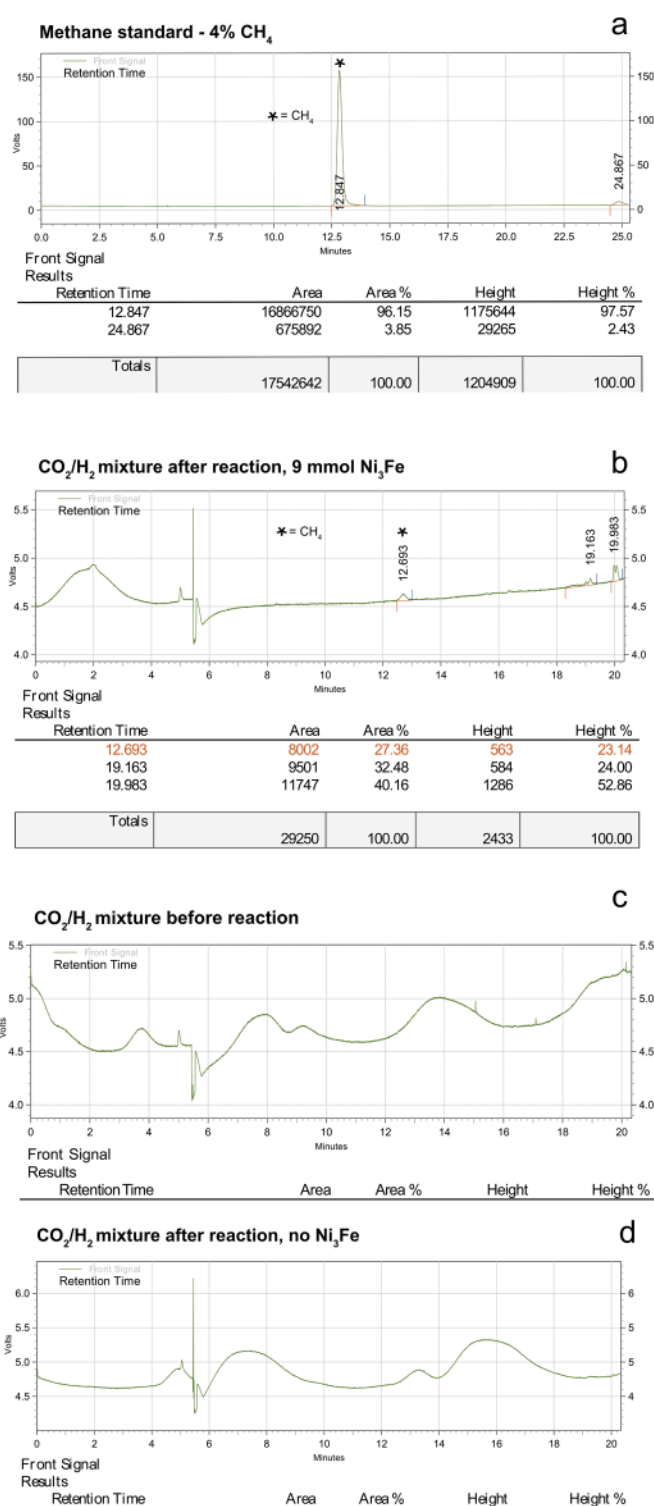 a
Methane standard - 4% CH₄
Front Signal
Retention Time
150
100
50
0
Volts
150
100
50
0
✶ = CH₄
12.847
24.867
0.0 2.5 5.0 7.5 10.0 12.5 15.0 17.5 20.0 22.5 25.0
Minutes
Front Signal
Results
Retention Time Area Area % Height Height %
12.847 16866750 96.15 1175644 97.57
24.867 675892 3.85 29265 2.43
Totals
17542642 100.00 1204909 100.00
b
CO₂/H₂ mixture after reaction, 9 mmol Ni₃Fe
Front Signal
Retention Time
5.5
5.0
4.5
4.0
Volts
5.5
5.0
4.5
4.0
✶ = CH₄
12.693
19.163
19.983
0 2 4 6 8 10 12 14 16 18 20
Minutes
Front Signal
Results
Retention Time Area Area % Height Height %
12.693 8002 27.36 563 23.14
19.163 9501 32.48 584 24.00
19.983 11747 40.16 1286 52.86
Totals
29250 100.00 2433 100.00
c
CO₂/H₂ mixture before reaction
Front Signal
Retention Time
5.5
5.0
4.5
4.0
Volts
5.5
5.0
4.5
4.0
0 2 4 6 8 10 12 14 16 18 20
Minutes
Front Signal
Results
Retention Time Area Area % Height Height %
d
CO₂/H₂ mixture after reaction, no Ni₃Fe
Front Signal
Retention Time
6.0
5.5
5.0
4.5
Volts
6
5
5
4
0 2 4 6 8 10 12 14 16 18 20
Minutes
Front Signal
Results
Retention Time Area Area % Height Height %